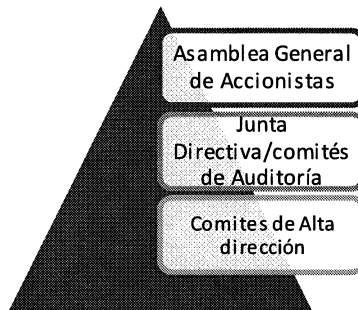 Asamblea General
de Accionistas
Junta
Directiva/comités
de Auditoría
Comites de Alta
dirección